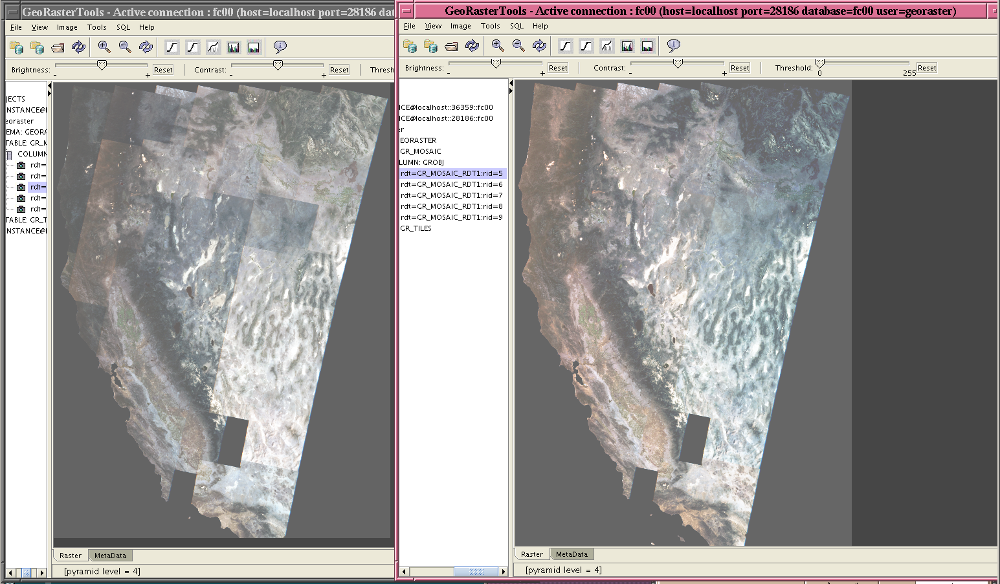 GeoRasterTools - Active connection : fc00 (host=localhost port=28186 dat
File View Image Tools SQL Help
Brightness: - + Reset Contrast: - + Reset Thresh
JECTS
NSTANCE@l
eoraster
EMA: GEORA
TABLE: GR_M
COLUMN
rdt=
rdt=
rdt=
rdt=
rdt=
TABLE: GR_T
NSTANCE@l
Raster MetaData
[pyramid level = 4]
GeoRasterTools - Active connection : fc00 (host=localhost port=28186 database=fc00 user=georaster)
File View Image Tools SQL Help
Brightness: - + Reset Contrast: - + Reset Threshold: 0 255 Reset
ICE@localhost::36359::fc00
ICE@localhost::28186::fc00
er
EORASTER
GR_MOSAIC
LUMN: GROBJ
rdt=GR_MOSAIC_RDT1:rid=5
rdt=GR_MOSAIC_RDT1:rid=6
rdt=GR_MOSAIC_RDT1:rid=7
rdt=GR_MOSAIC_RDT1:rid=8
rdt=GR_MOSAIC_RDT1:rid=9
GR_TILES
Raster MetaData
[pyramid level = 4]